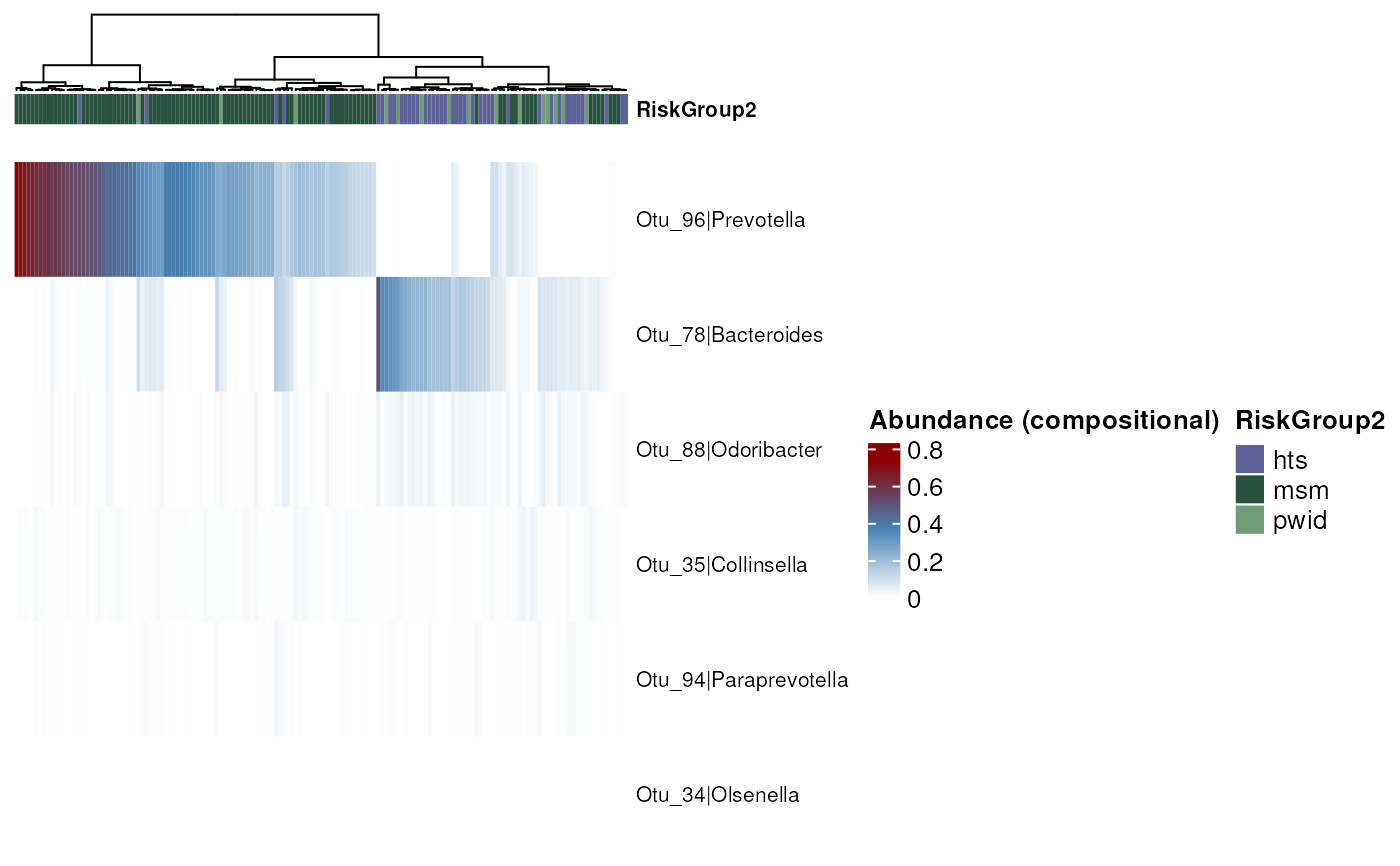 RiskGroup2
Otu_96|Prevotella
Otu_78|Bacteroides
Otu_88|Odoribacter
Otu_35|Collinsella
Otu_94|Paraprevotella
Otu_34|Olsenella
Abundance (compositional)
0.8
0.6
0.4
0.2
0
RiskGroup2
hts
msm
pwid